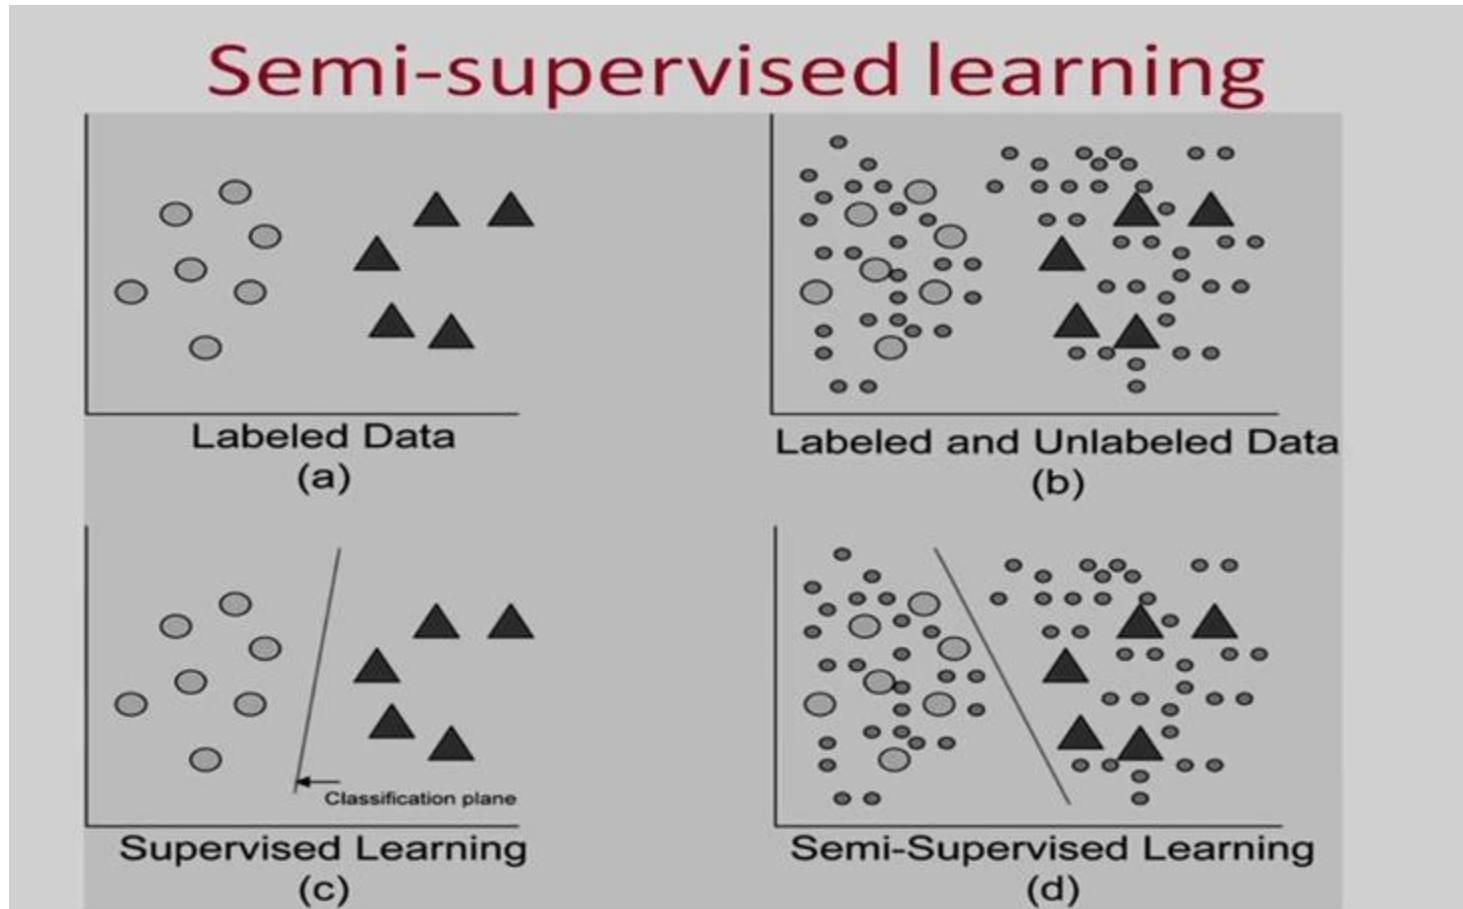 Semi-supervised learning
Labeled Data
(a)
Labeled and Unlabeled Data
(b)
Classification plane
Supervised Learning
(c)
Semi-Supervised Learning
(d)